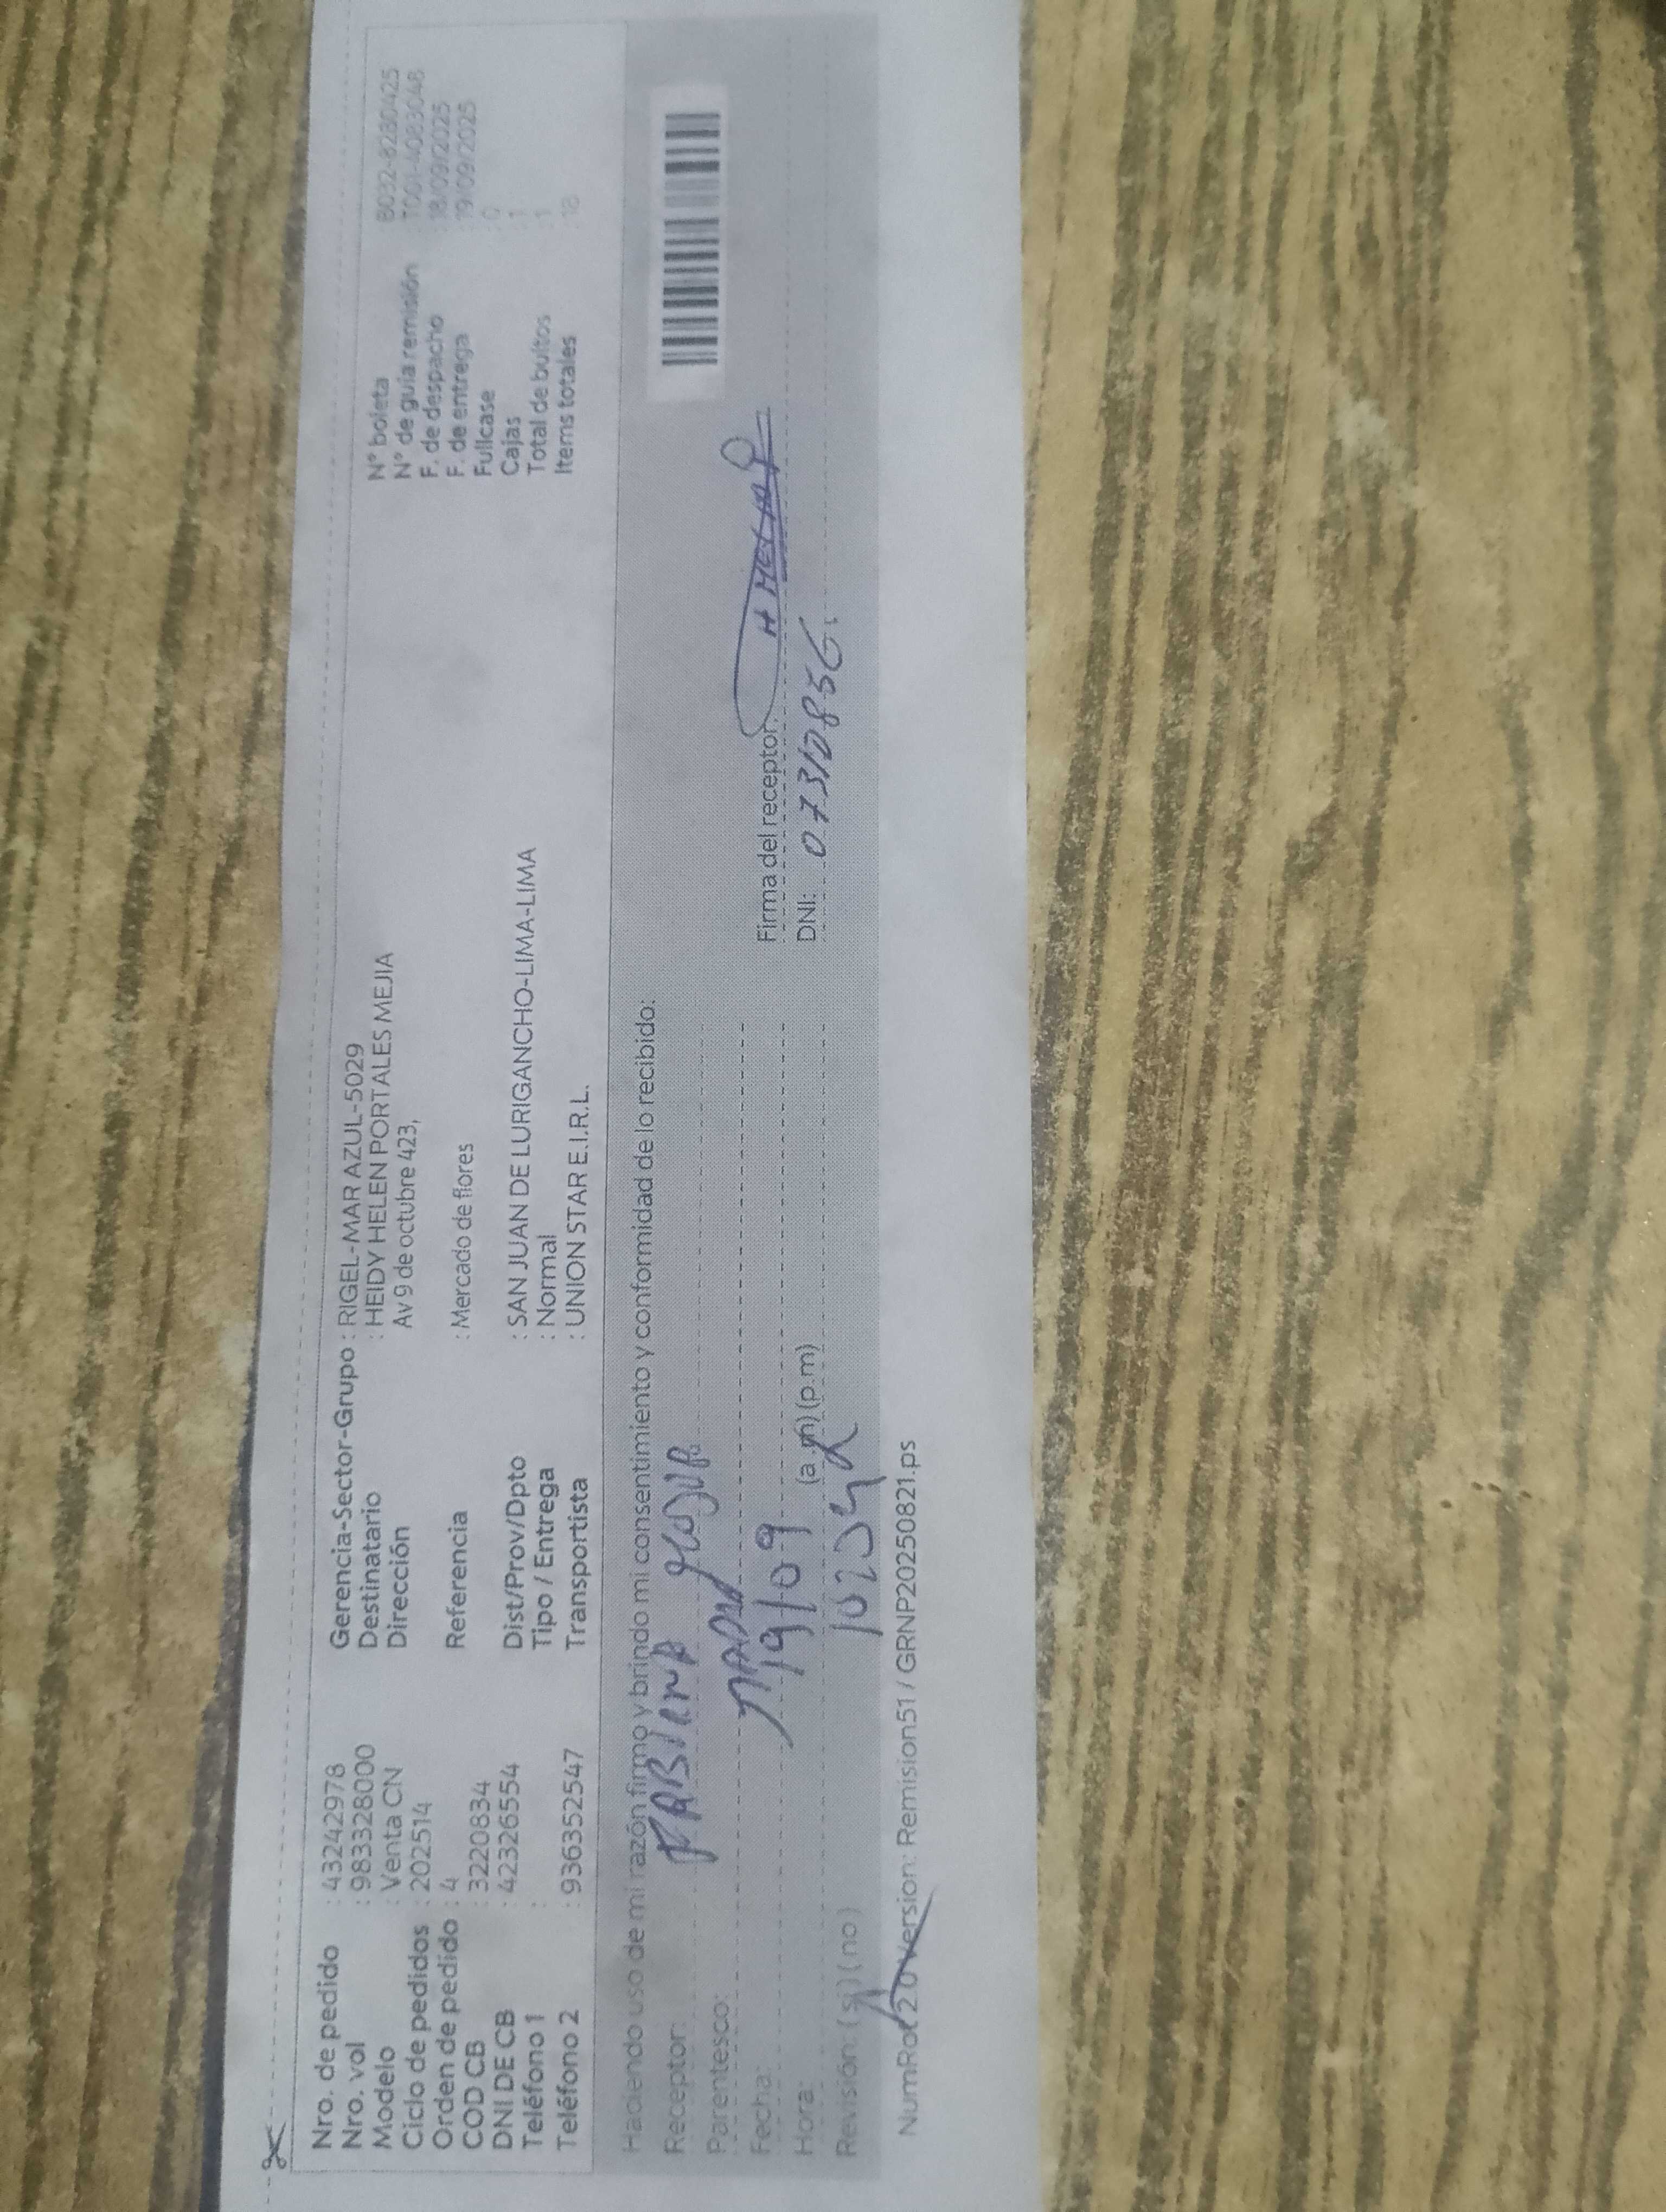 Nro. de pedido : 43242978
Nro. vol : 9833328000
Modelo : Venta CN
Ciclo de pedidos : 202514
Orden de pedido : 4
COD CB : 3220834
DNI DE CB : 42326554
Teléfono 1 :
Teléfono 2 : 936352547
Gerencia-Sector-Grupo : RIGEL-MAR AZUL-5029
Destinatario : HEIDY HELEN PORTALES MEJIA
Dirección Av 9 de octubre 423,
Referencia : Mercado de flores
Dist/Prov/Dpto : SAN JUAN DE LURIGANCHO-LIMA-LIMA
Tipo / Entrega : Normal
Transportista : UNION STAR E.I.R.L.
N° boleta B032-8280425
N° de guía remisión : T001-4083048
F. de despacho : 18/09/2025
F. de entrega : 19/09/2025
Fullcase : 0
Cajas : 1
Total de bultos : 1
Items totales : 18
Haciendo uso de mi razón firmo y brindo mi consentimiento y conformidad de lo recibido:
Receptor: FABIANA
Parentesco:
Fecha: 19/09
Hora: (a.m) (p.m)
Revisión: (si) (no)
Firma del receptor:
DNI: 07310856
NumRot 2.0 Version: Remision51 / GRNP20250821.ps